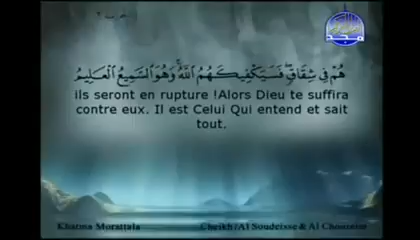 هُمْ فِي شِقَاقٍ ۖ فَسَيَكْفِيكَهُمُ اللَّهُ ۚ وَهُوَ السَّمِيعُ الْعَلِيمُ
ils seront en rupture !Alors Dieu te suffira
contre eux. Il est Celui Qui entend et sait
tout.
Khatma Morattala Cheikh/Al Soudeisse & Al Chouraim